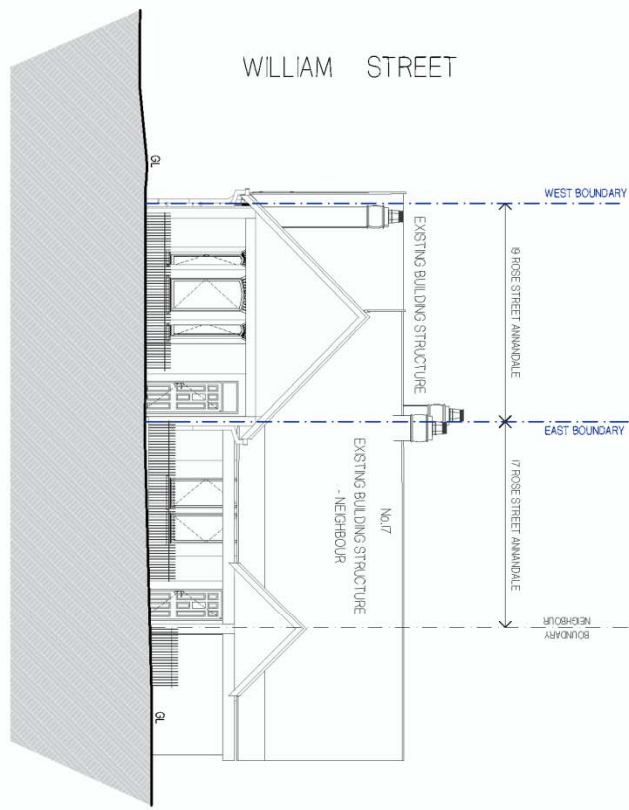 WILLIAM STREET
GL
WEST BOUNDARY
EXISTING BUILDING STRUCTURE
19 ROSE STREET ANNANDALE
EAST BOUNDARY
No.17
EXISTING BUILDING STRUCTURE
- NEIGHBOUR
17 ROSE STREET ANNANDALE
BOUNDARY
NEIGHBOUR
GL